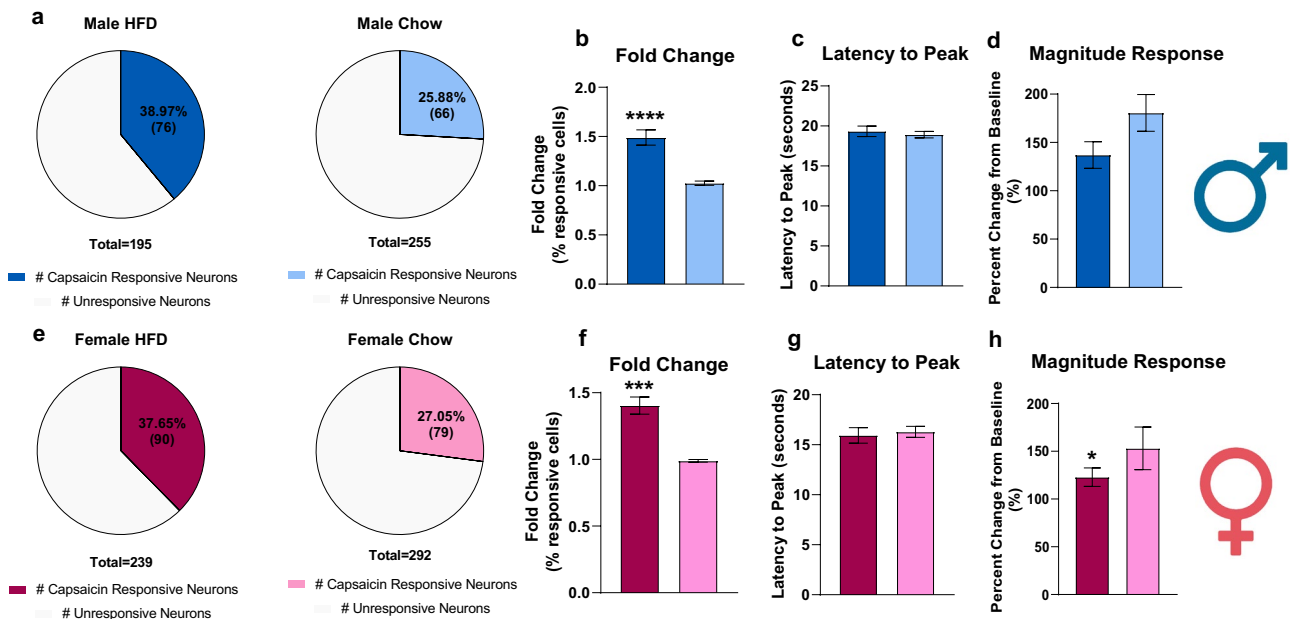 a
Male HFD
38.97%
(76)
Total=195
# Capsaicin Responsive Neurons
# Unresponsive Neurons
Male Chow
25.88%
(66)
Total=255
# Capsaicin Responsive Neurons
# Unresponsive Neurons
b
Fold Change
Fold Change
(% responsive cells)
2.0
1.5
1.0
0.5
0.0
****
c
Latency to Peak
Latency to Peak (seconds)
25
20
15
10
5
0
d
Magnitude Response
Percent Change from Baseline
(%)
200
150
100
50
0
e
Female HFD
37.65%
(90)
Total=239
# Capsaicin Responsive Neurons
# Unresponsive Neurons
Female Chow
27.05%
(79)
Total=292
# Capsaicin Responsive Neurons
# Unresponsive Neurons
f
Fold Change
Fold Change
(% responsive cells)
1.5
1.0
0.5
0.0
***
g
Latency to Peak
Latency to Peak (seconds)
20
15
10
5
0
h
Magnitude Response
Percent Change from Baseline
(%)
200
150
100
50
0
*